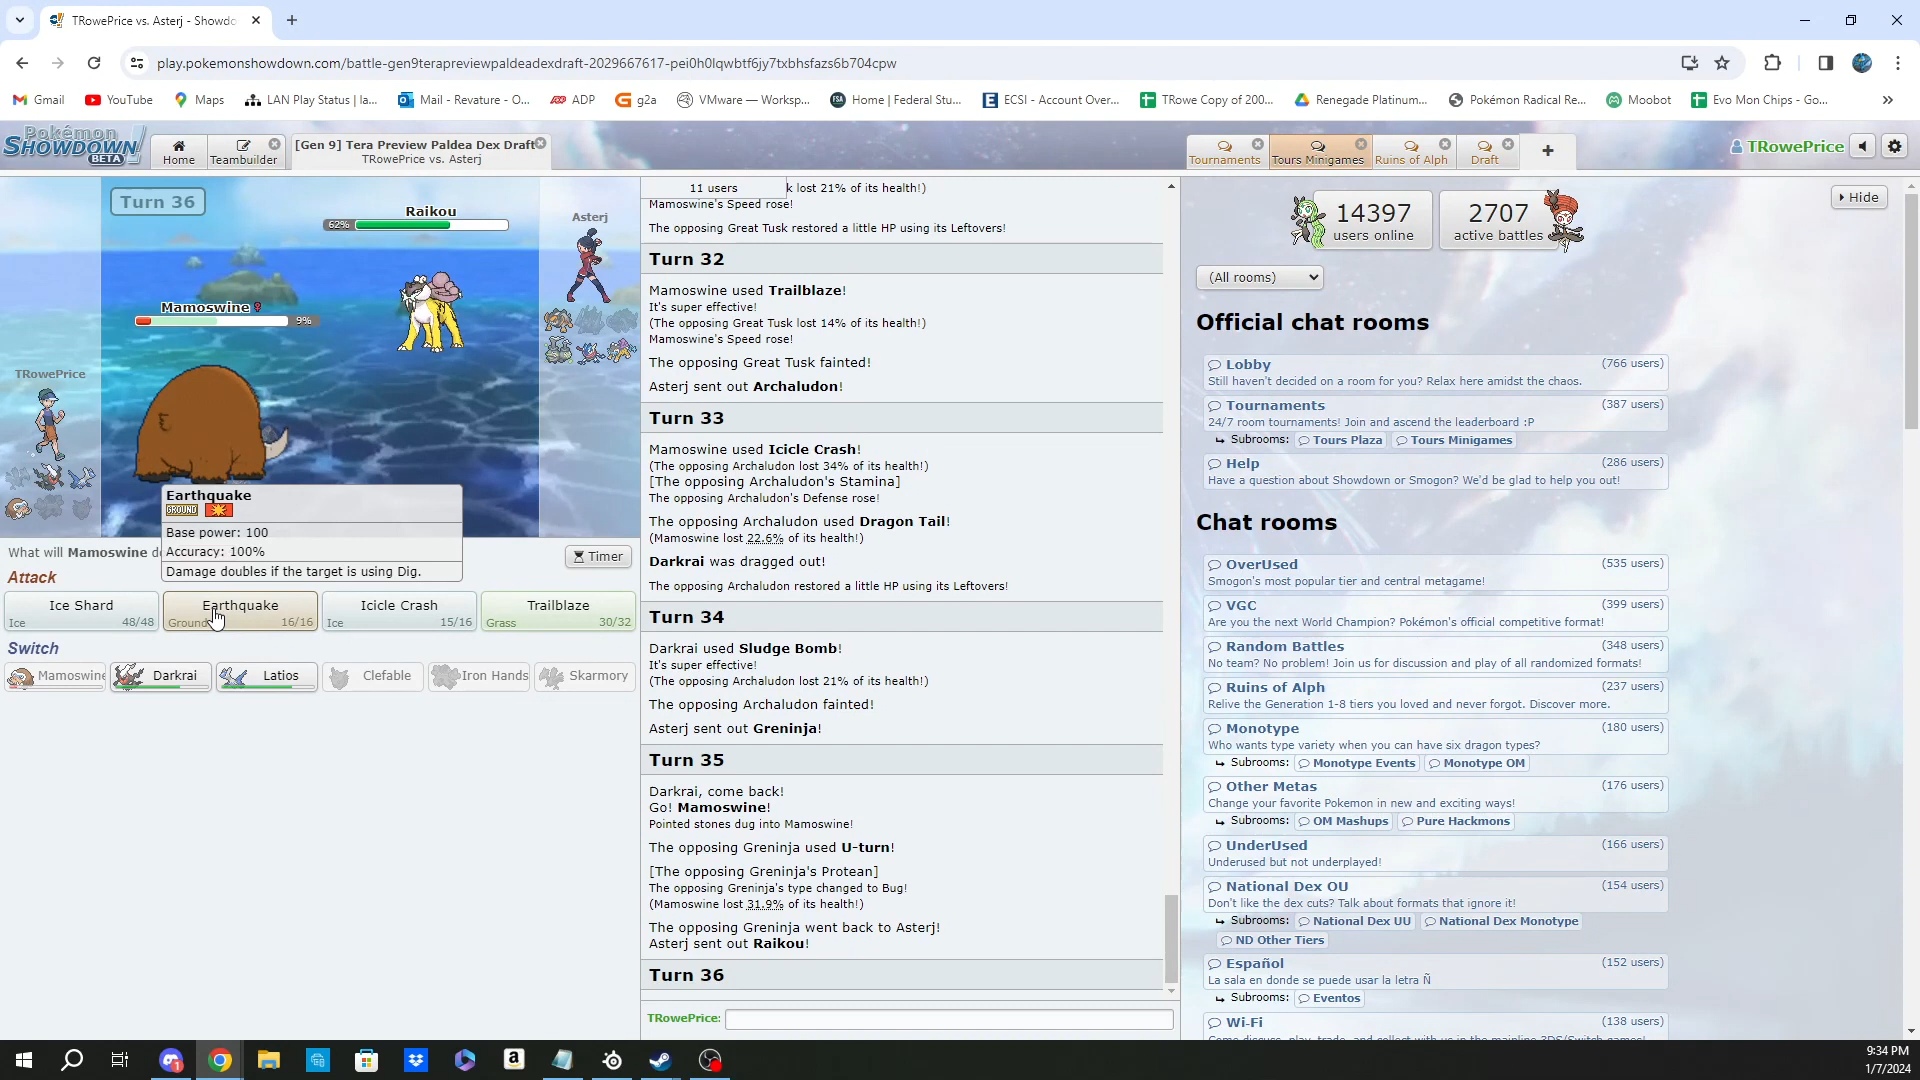 TRowePrice vs. Asterj - Showdo
play.pokemonshowdown.com/battle-gen9terapreviewpaldeadexdraft-2029667617-pei0h0lqwbtf6jy7txbhsfazs6b704cpw
Gmail YouTube Maps LAN Play Status | la... Mail - Revature - O... ADP g2a VMware — Worksp... Home | Federal Stu... ECSI - Account Over... TRowe Copy of 200... Renegade Platinum... Pokémon Radical Re... Moobot Evo Mon Chips - Go...
Pokémon
SHOWDOWN!
BETA
Home
Teambuilder
[Gen 9] Tera Preview Paldea Dex Draft
TRowePrice vs. Asterj
Tournaments
Tours Minigames
Ruins of Alph
Draft
TRowePrice
Turn 36
Raikou
62%
Asterj
Mamoswine
9%
TRowePrice
Earthquake
GROUND
Base power: 100
Accuracy: 100%
Damage doubles if the target is using Dig.
What will Mamoswine d
Timer
Attack
Ice Shard
Ice 48/48
Earthquake
Ground 16/16
Icicle Crash
Ice 15/16
Trailblaze
Grass 30/32
Switch
Mamoswine Darkrai Latios Clefable Iron Hands Skarmory
11 users
k lost 21% of its health!)
Mamoswine's Speed rose!
The opposing Great Tusk restored a little HP using its Leftovers!
Turn 32
Mamoswine used Trailblaze!
It's super effective!
(The opposing Great Tusk lost 14% of its health!)
Mamoswine's Speed rose!
The opposing Great Tusk fainted!
Asterj sent out Archaludon!
Turn 33
Mamoswine used Icicle Crash!
(The opposing Archaludon lost 34% of its health!)
[The opposing Archaludon's Stamina]
The opposing Archaludon's Defense rose!
The opposing Archaludon used Dragon Tail!
(Mamoswine lost 22.6% of its health!)
Darkrai was dragged out!
The opposing Archaludon restored a little HP using its Leftovers!
Turn 34
Darkrai used Sludge Bomb!
It's super effective!
(The opposing Archaludon lost 21% of its health!)
The opposing Archaludon fainted!
Asterj sent out Greninja!
Turn 35
Darkrai, come back!
Go! Mamoswine!
Pointed stones dug into Mamoswine!
The opposing Greninja used U-turn!
[The opposing Greninja's Protean]
The opposing Greninja's type changed to Bug!
(Mamoswine lost 31.9% of its health!)
The opposing Greninja went back to Asterj!
Asterj sent out Raikou!
Turn 36
TRowePrice:
14397
users online
2707
active battles
Hide
(All rooms)
Official chat rooms
Lobby (766 users)
Still haven't decided on a room for you? Relax here amidst the chaos.
Tournaments (387 users)
24/7 room tournaments! Join and ascend the leaderboard :P
Subrooms: Tours Plaza Tours Minigames
Help (286 users)
Have a question about Showdown or Smogon? We'd be glad to help you out!
Chat rooms
OverUsed (535 users)
Smogon's most popular tier and central metagame!
VGC (399 users)
Are you the next World Champion? Pokémon's official competitive format!
Random Battles (348 users)
No team? No problem! Join us for discussion and play of all randomized formats!
Ruins of Alph (237 users)
Relive the Generation 1-8 tiers you loved and never forgot. Discover more.
Monotype (180 users)
Who wants type variety when you can have six dragon types?
Subrooms: Monotype Events Monotype OM
Other Metas (176 users)
Change your favorite Pokemon in new and exciting ways!
Subrooms: OM Mashups Pure Hackmons
UnderUsed (166 users)
Underused but not underplayed!
National Dex OU (154 users)
Don't like the dex cuts? Talk about formats that ignore it!
Subrooms: National Dex UU National Dex Monotype
ND Other Tiers
Español (152 users)
La sala en donde se puede usar la letra Ñ
Subrooms: Eventos
Wi-Fi (138 users)
Come discuss, play, trade, and collect with us in the mainline 3DS/Switch games!
9:34 PM
1/7/2024